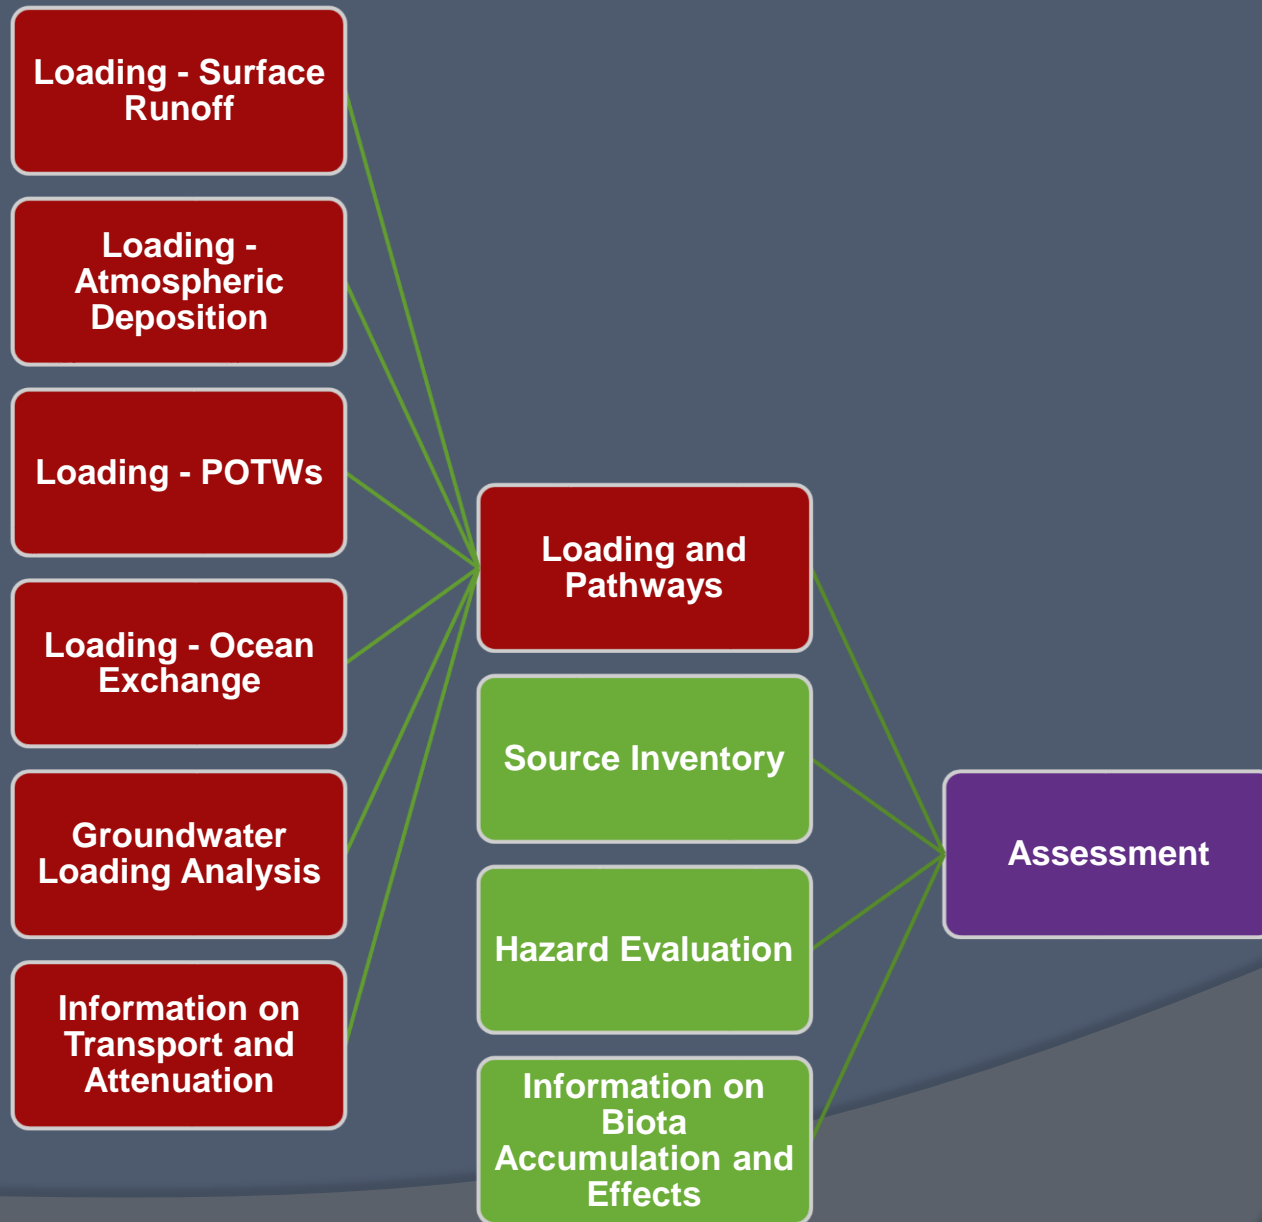 Loading - Surface
Runoff
Loading -
Atmospheric
Deposition
Loading - POTWs
Loading - Ocean
Exchange
Groundwater
Loading Analysis
Information on
Transport and
Attenuation
Loading and
Pathways
Source Inventory
Hazard Evaluation
Information on
Biota
Accumulation and
Effects
Assessment